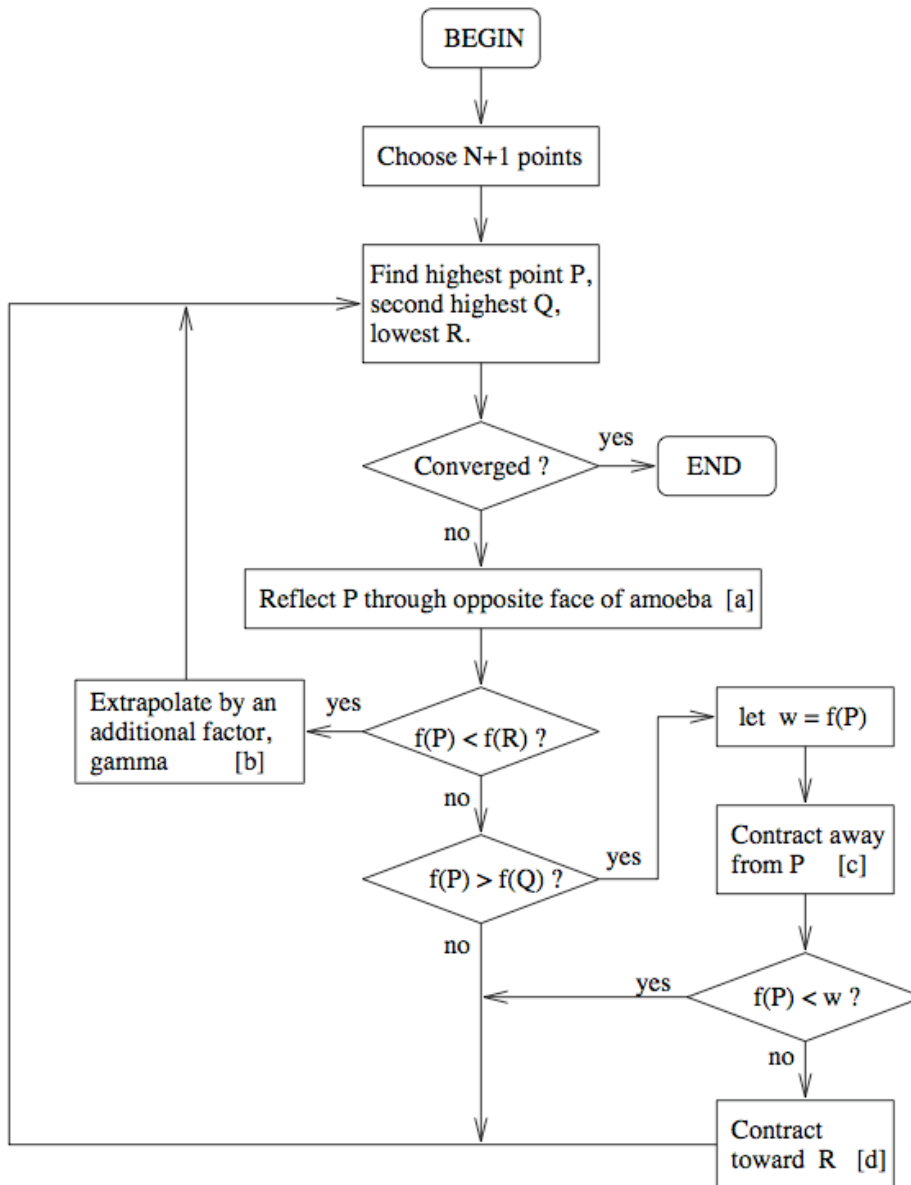 BEGIN
Choose N+1 points
Find highest point P,
second highest Q,
lowest R.
Converged ?
yes
END
no
Reflect P through opposite face of amoeba [a]
f(P) < f(R) ?
yes
Extrapolate by an
additional factor,
gamma [b]
no
f(P) > f(Q) ?
yes
let w = f(P)
Contract away
from P [c]
f(P) < w ?
yes
no
no
Contract
toward R [d]